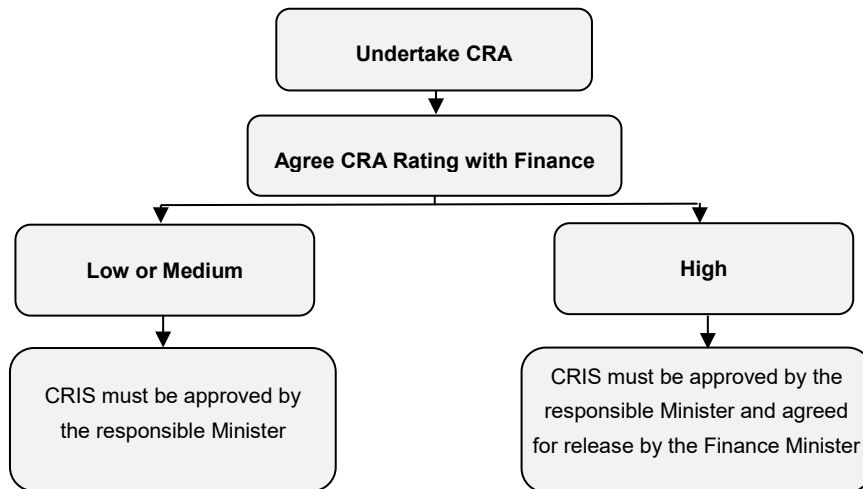 Undertake CRA
Agree CRA Rating with Finance
Low or Medium
High
CRIS must be approved by
the responsible Minister
CRIS must be approved by the
responsible Minister and agreed
for release by the Finance Minister